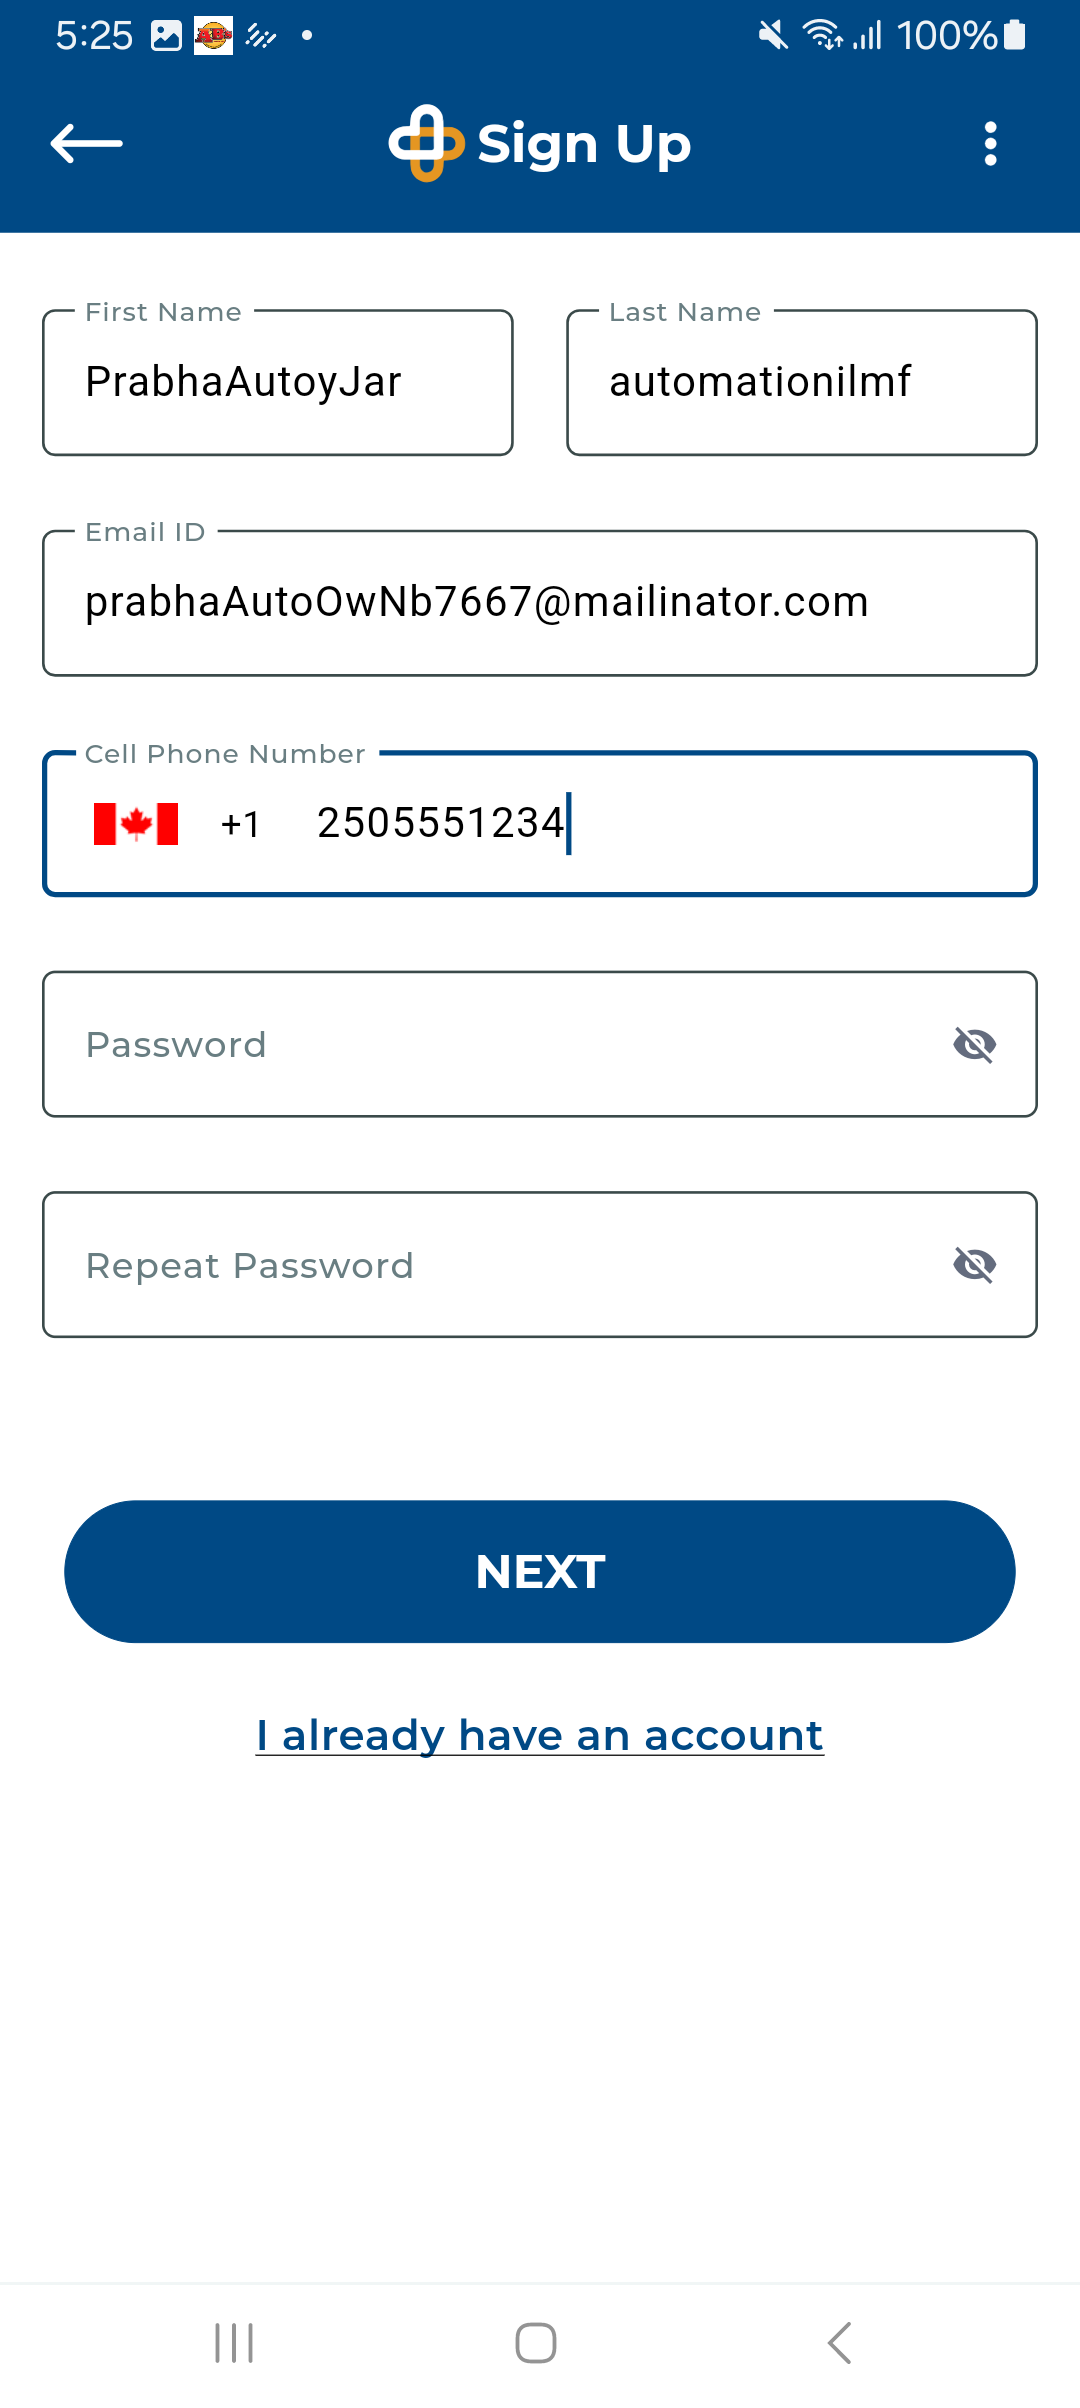 5:25 100%
Sign Up
First Name Last Name
PrabhaAutoyJar automationilmf
Email ID
prabhaAutoOwNb7667@mailinator.com
Cell Phone Number
+1 2505551234
Password
Repeat Password
NEXT
I already have an account